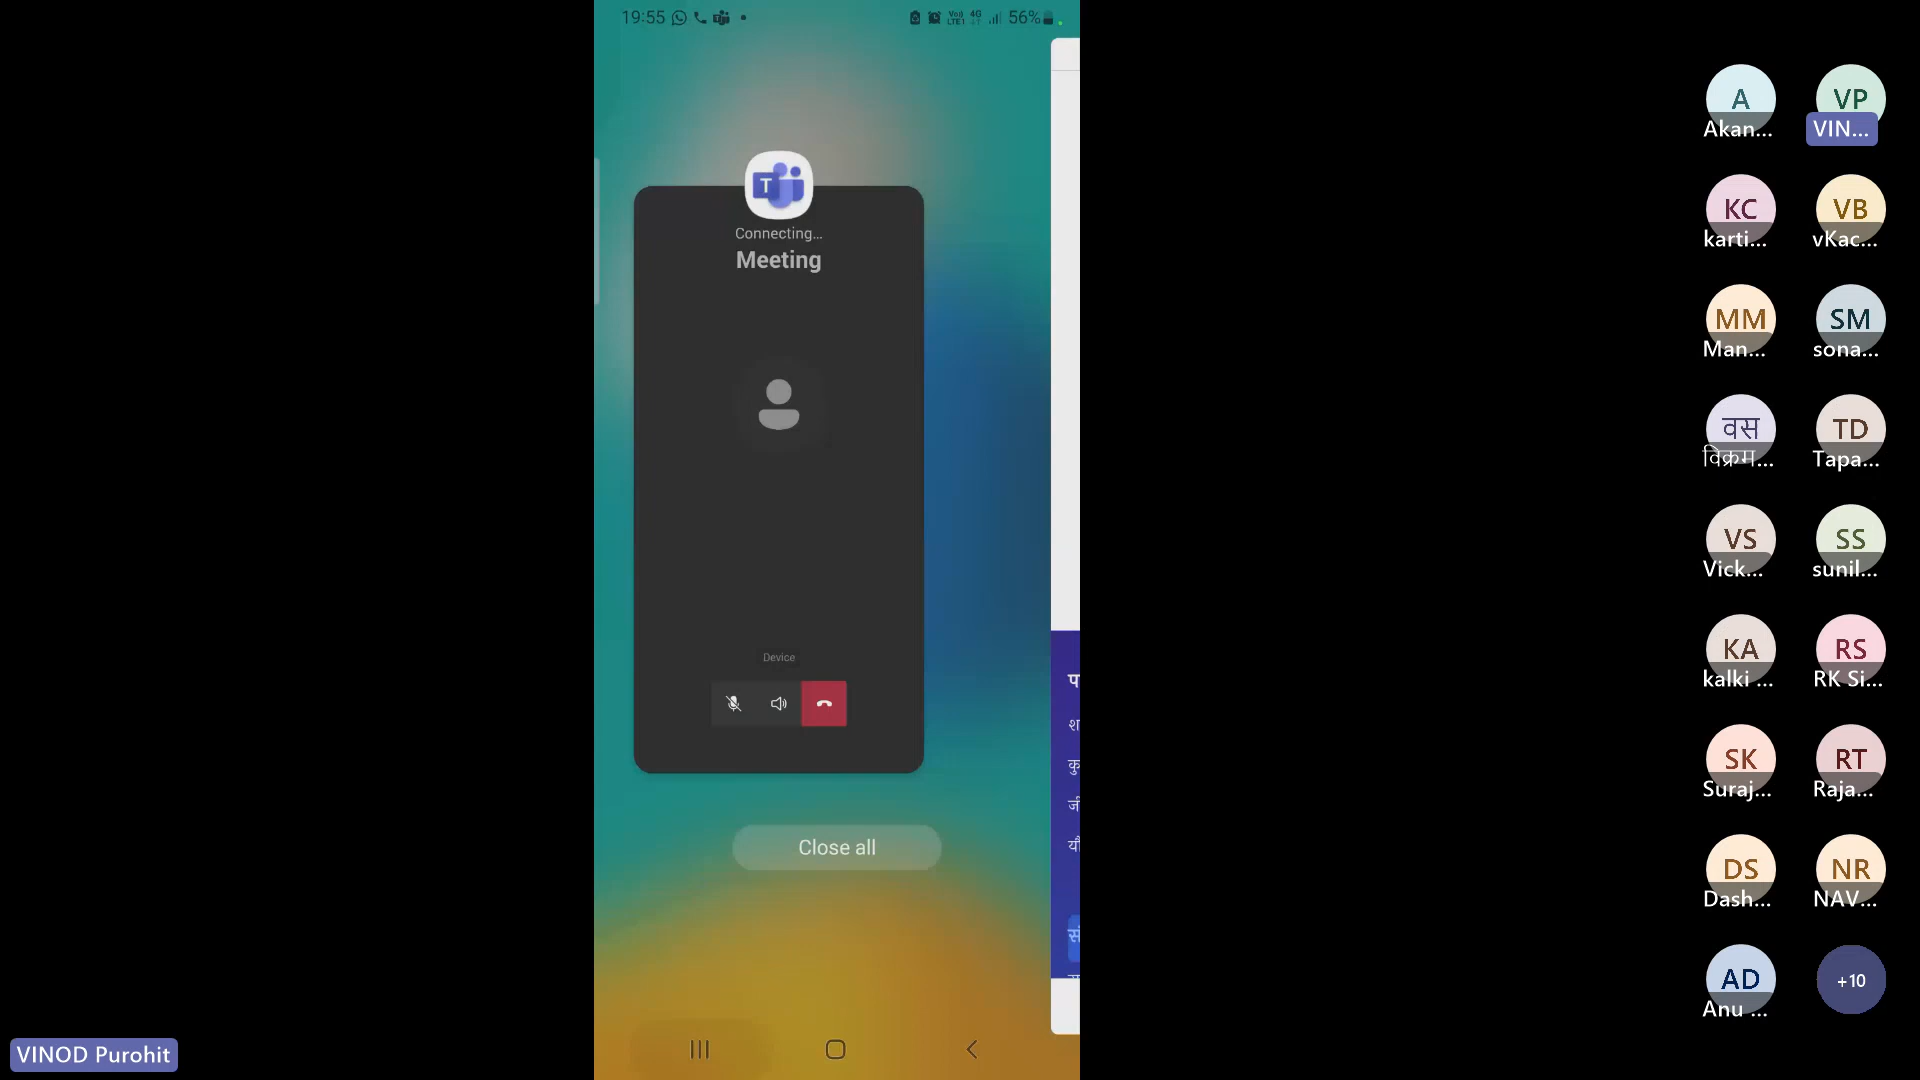 19:55
56%
T
Connecting...
Meeting
Device
Close all
VINOD Purohit
A
Akan...
VP
VIN...
KC
karti...
VB
vKac...
MM
Man...
SM
sona...
वस
विक्रम...
TD
Tapa...
VS
Vick...
SS
sunil...
KA
kalki ...
RS
RK Si...
SK
Suraj...
RT
Raja...
DS
Dash...
NR
NAV...
AD
Anu ...
+10